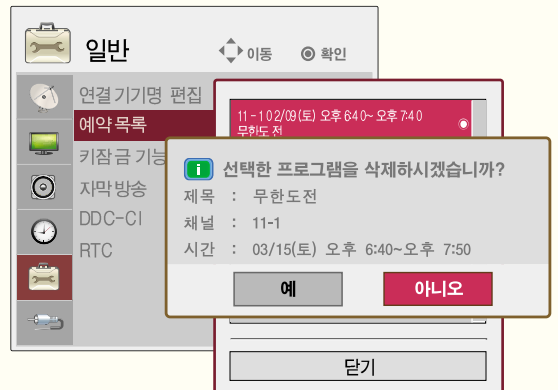 일반 이동 확인
연결 기기명 편집
예약 목록
키잠금 기능
자막 방송
DDC-CI
RTC
11 - 1 0 2/09(토) 오후 6:40~ 오후 7:40
무한도전
선택한 프로그램을 삭제하시겠습니까?
제목 : 무한도전
채널 : 11-1
시간 : 03/15(토) 오후 6:40~오후 7:50
예 아니오
닫기